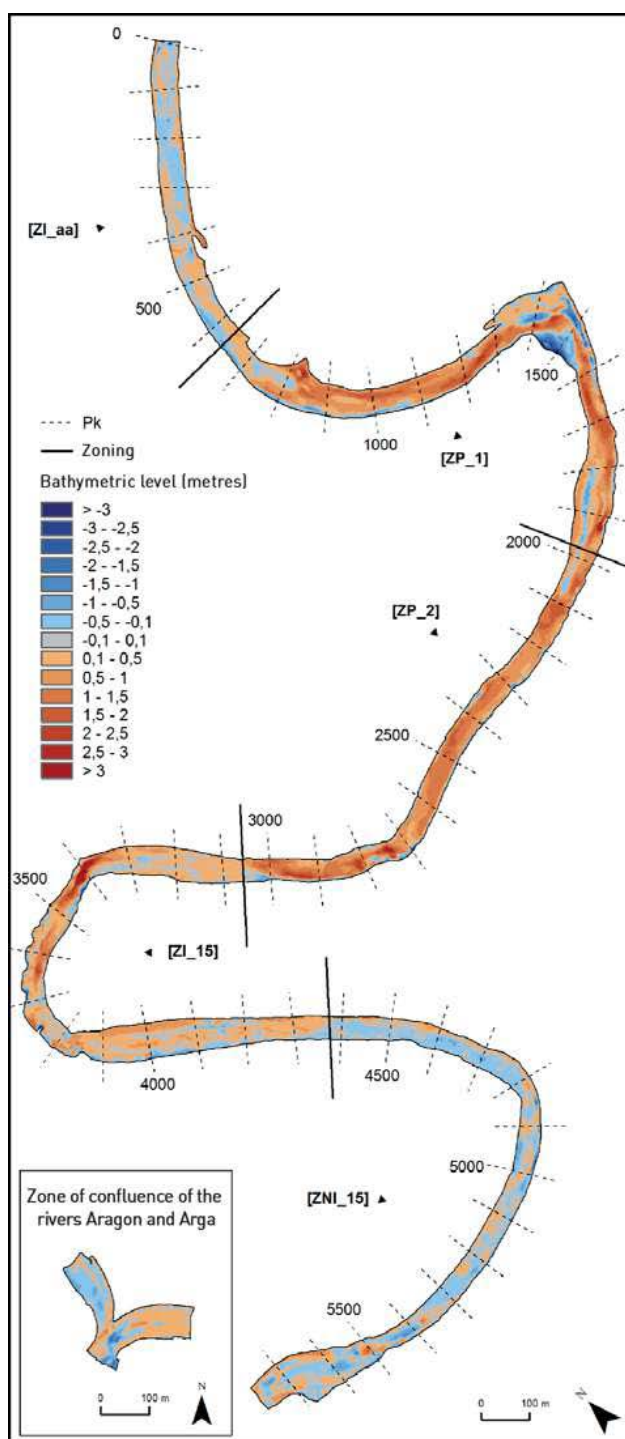 0
[ZI_aa]
500
1500
1000
[ZP_1]
Pk
Zoning
Bathymetric level (metres)
> -3
-3 - -2,5
-2,5 - -2
-2 - -1,5
-1,5 - -1
-1 - -0,5
-0,5 - -0,1
-0,1 - 0,1
0,1 - 0,5
0,5 - 1
1 - 1,5
1,5 - 2
2 - 2,5
2,5 - 3
> 3
2000
[ZP_2]
2500
3000
3500
[ZI_15]
4000
4500
5000
[ZNI_15]
5500
Zone of confluence of the
rivers Aragon and Arga
0 100 m
N
0 100 m
N